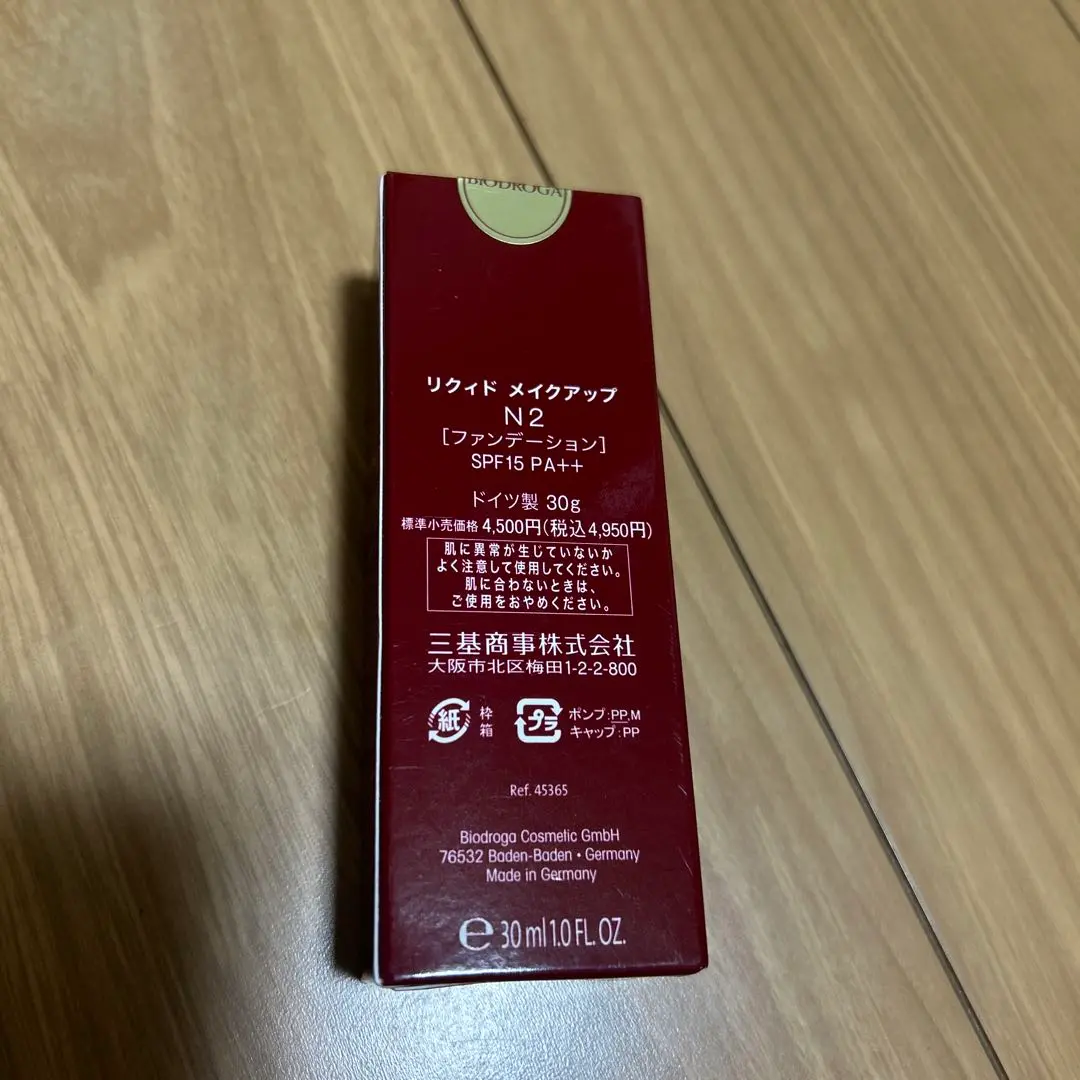 BIODROGA
リクィド メイクアップ
N2
[ファンデーション]
SPF15 PA++
ドイツ製 30g
標準小売価格 4,500円(税込4,950円)
肌に異常が生じていないか
よく注意して使用してください。
肌に合わないときは、
ご使用をおやめください。
三基商事株式会社
大阪市北区梅田1-2-2-800
紙 枠箱 プラ ポンプ:PP,M
キャップ:PP
Ref. 45365
Biodroga Cosmetic GmbH
76532 Baden-Baden • Germany
Made in Germany
℮ 30 ml 1.0 FL. OZ.